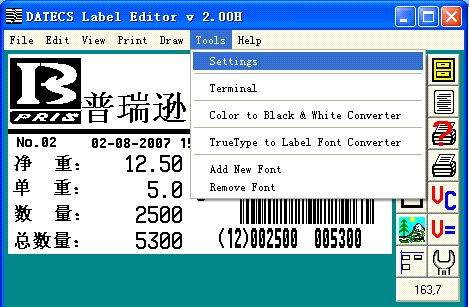 DATECS Label Editor v 2.00H
File Edit View Print Draw Tools Help
Settings
Terminal
Color to Black & White Converter
TrueType to Label Font Converter
Add New Font
Remove Font
PRIS
普瑞逊
No.02 02-08-2007
净 重: 12.50
单 重: 5.0
数 量: 2500
总数量: 5300
(12)002500 005300
?
VC
V=
163,7